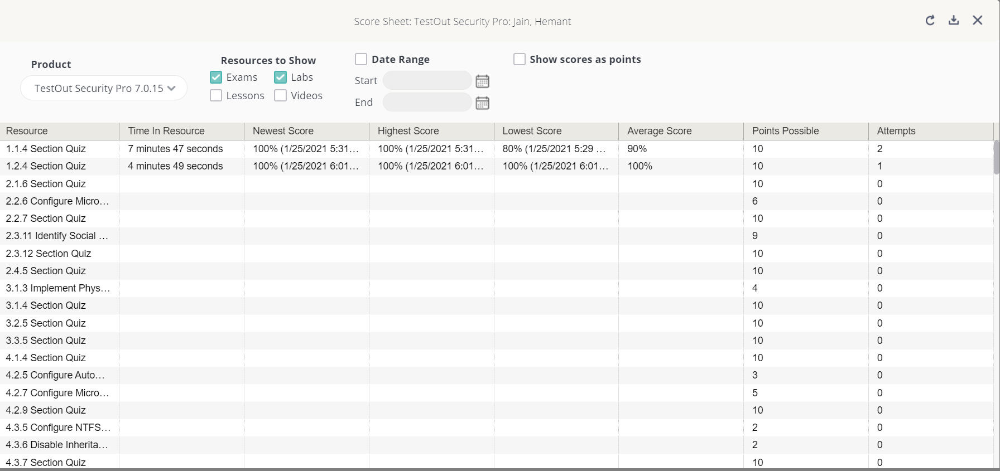 Score Sheet: TestOut Security Pro: Jain, Hemant
Product
TestOut Security Pro 7.0.15
Resources to Show
Exams Labs
Lessons Videos
Date Range
Start
End
Show scores as points
Resource Time In Resource Newest Score Highest Score Lowest Score Average Score Points Possible Attempts
1.1.4 Section Quiz 7 minutes 47 seconds 100% (1/25/2021 5:31... 100% (1/25/2021 5:31... 80% (1/25/2021 5:29 ... 90% 10 2
1.2.4 Section Quiz 4 minutes 49 seconds 100% (1/25/2021 6:01... 100% (1/25/2021 6:01... 100% (1/25/2021 6:01... 100% 10 1
2.1.6 Section Quiz 10 0
2.2.6 Configure Micro... 6 0
2.2.7 Section Quiz 10 0
2.3.11 Identify Social ... 9 0
2.3.12 Section Quiz 10 0
2.4.5 Section Quiz 10 0
3.1.3 Implement Phys... 4 0
3.1.4 Section Quiz 10 0
3.2.5 Section Quiz 10 0
3.3.5 Section Quiz 10 0
4.1.4 Section Quiz 10 0
4.2.5 Configure Auto... 3 0
4.2.7 Configure Micro... 5 0
4.2.9 Section Quiz 10 0
4.3.5 Configure NTFS... 2 0
4.3.6 Disable Inherita... 2 0
4.3.7 Section Quiz 10 0